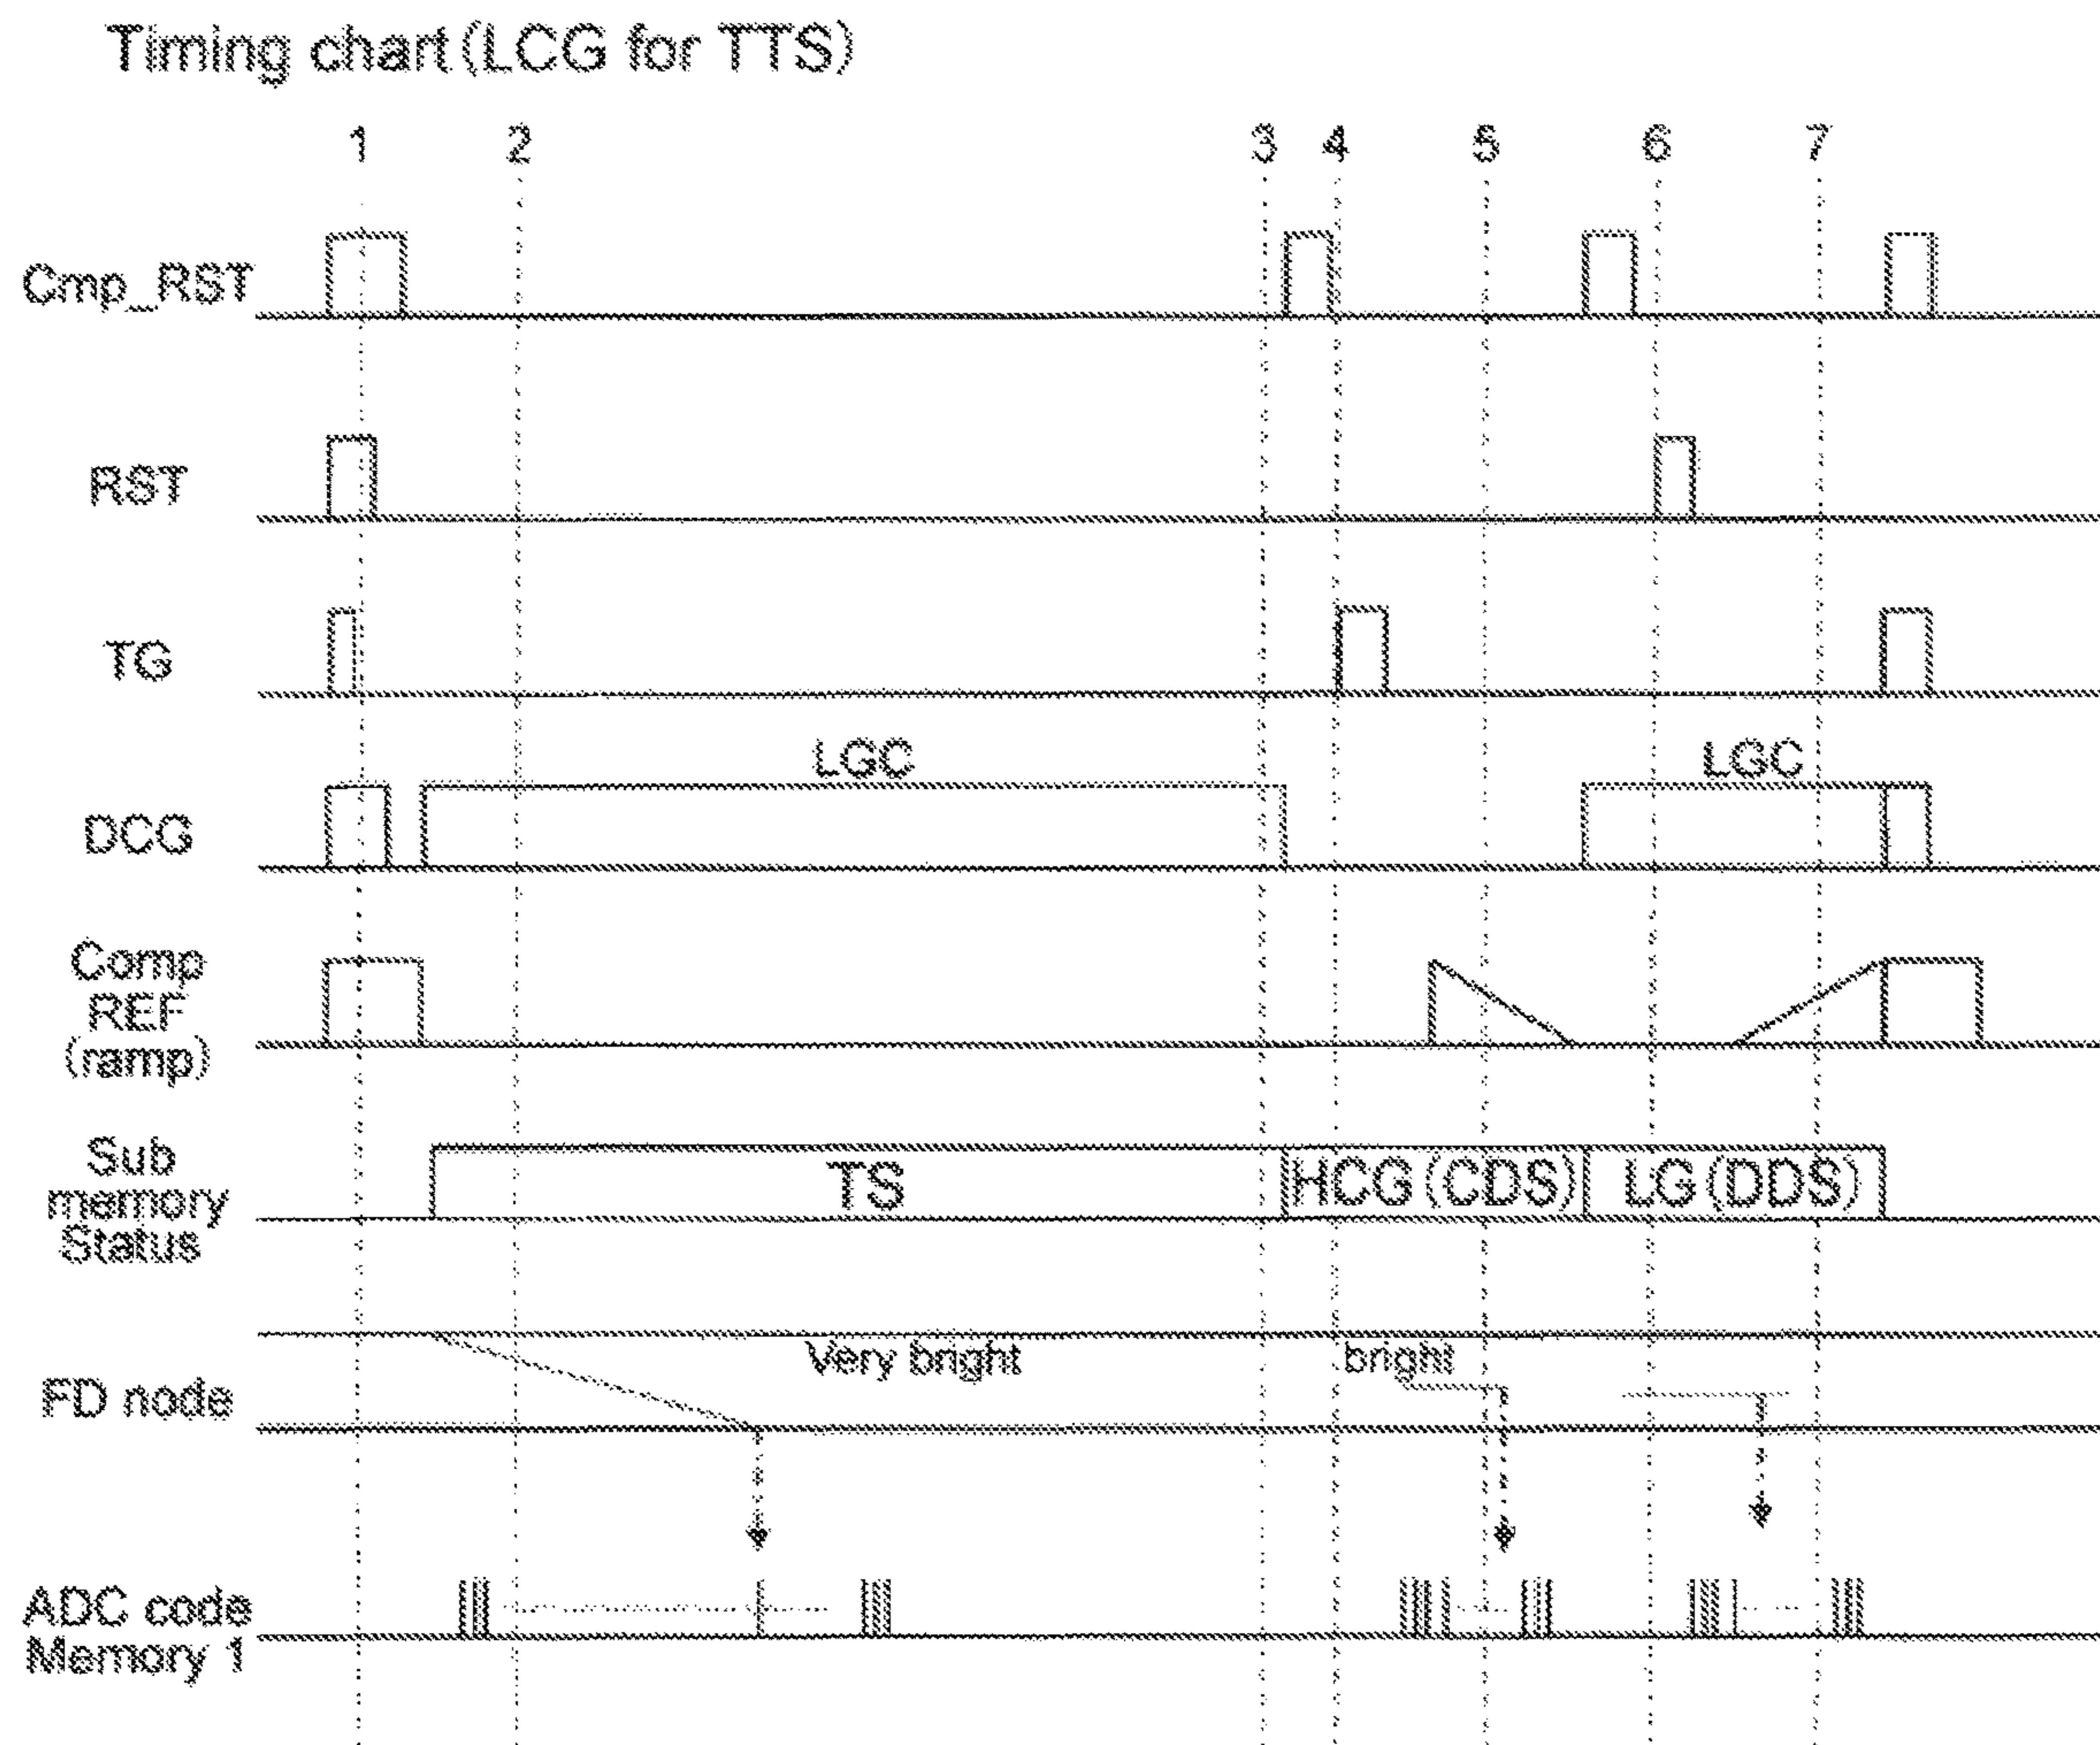 Timing chart (LCG for TTS)
1 2 3 4 5 6 7
Cmp_RST
RST
TG
LGC LGC
DCG
Comp
REF
(ramp)
Sub
memory
Status
TS HCG (CDS) LG (DDS)
Very bright bright
FD node
ADC code
Memory 1